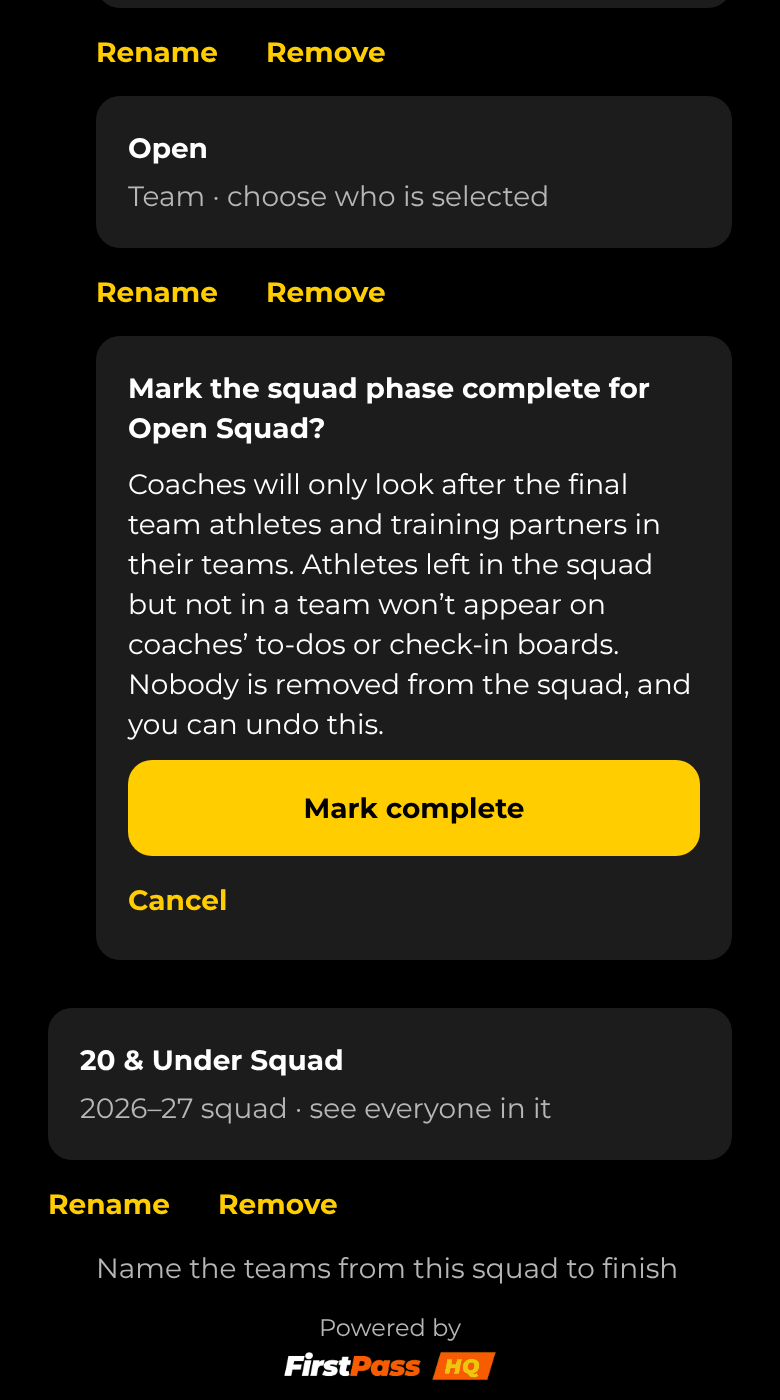 Rename Remove
Open
Team · choose who is selected
Rename Remove
Mark the squad phase complete for
Open Squad?
Coaches will only look after the final
team athletes and training partners in
their teams. Athletes left in the squad
but not in a team won’t appear on
coaches’ to-dos or check-in boards.
Nobody is removed from the squad, and
you can undo this.
Mark complete
Cancel
20 & Under Squad
2026–27 squad · see everyone in it
Rename Remove
Name the teams from this squad to finish
Powered by
FirstPass HQ